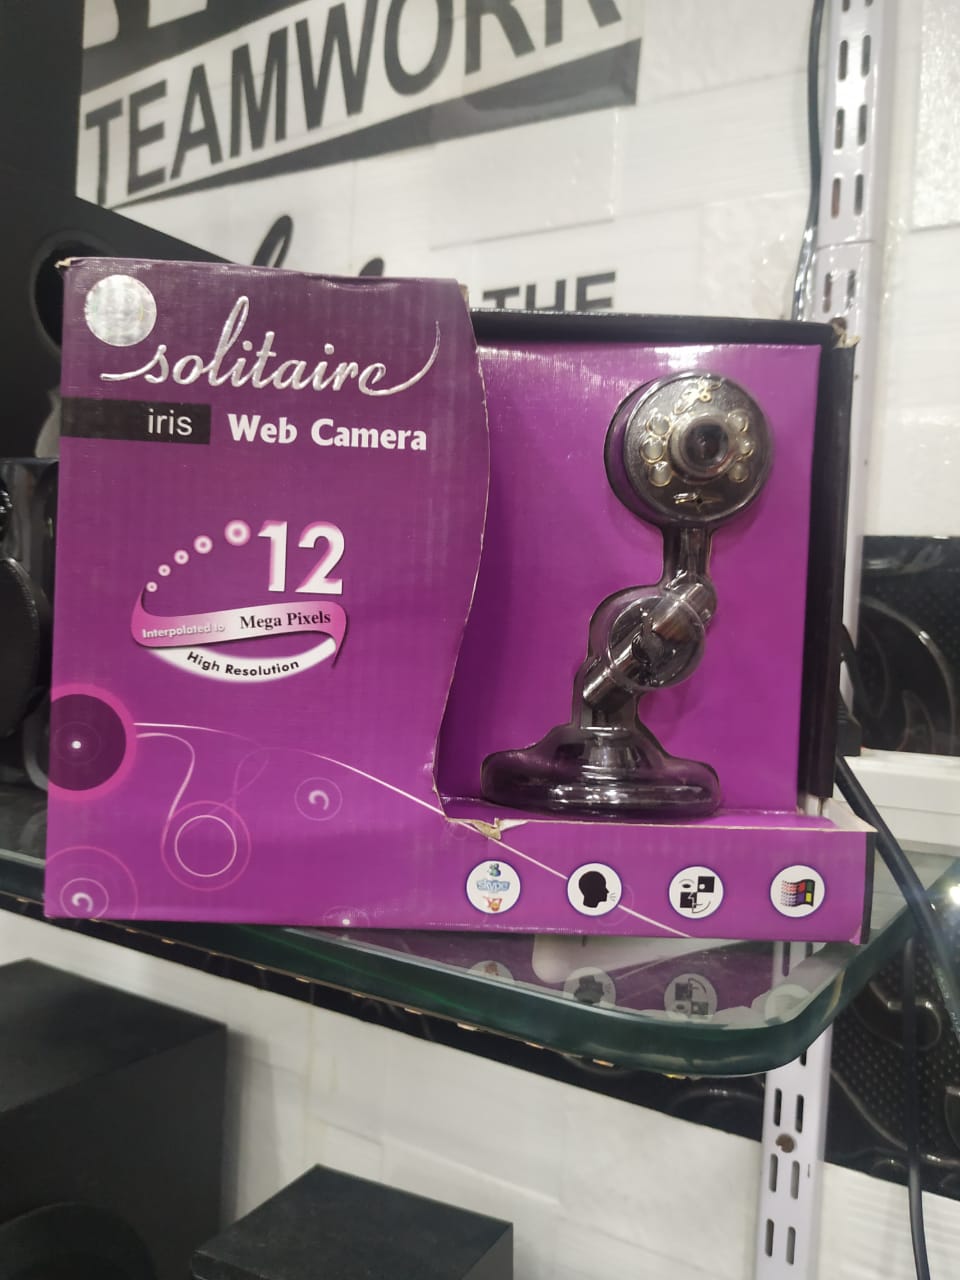 TEAMWORK
THE
solitaire
iris Web Camera
12
Interpolated to Mega Pixels
High Resolution
skype